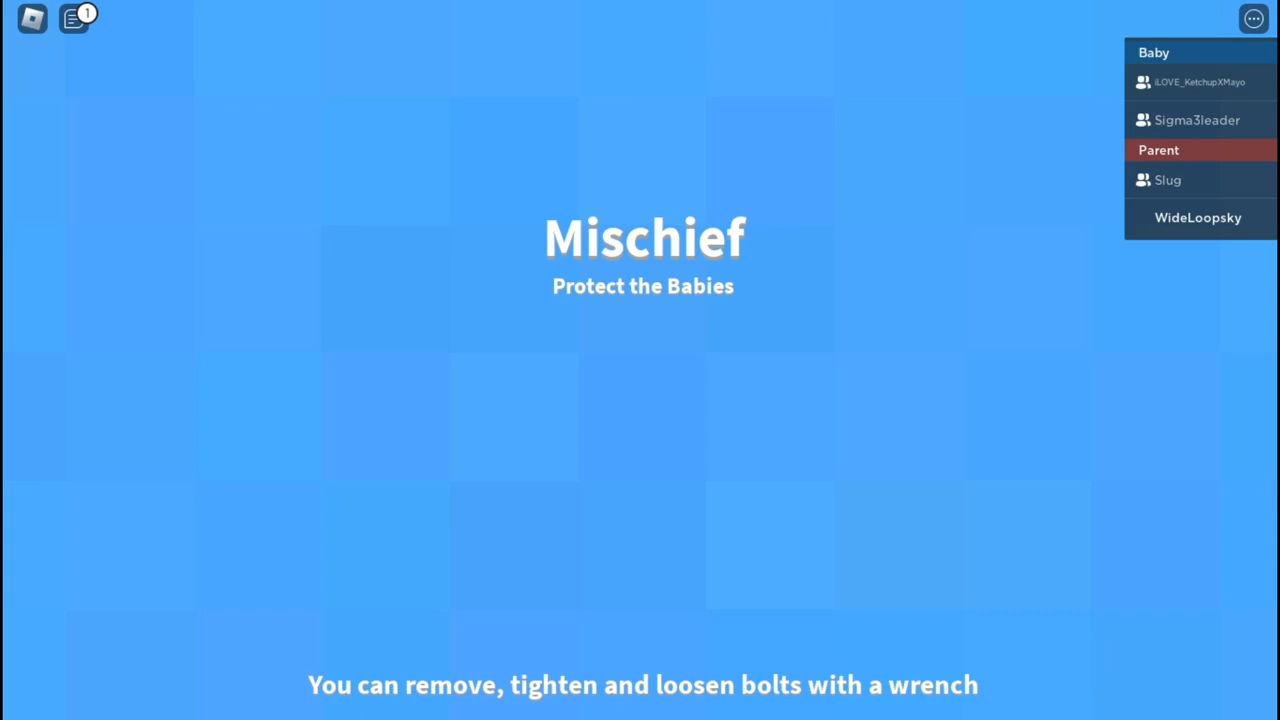 1
Baby
iLOVE_KetchupXMayo
Sigma3leader
Parent
Slug
WideLoopsky
Mischief
Protect the Babies
You can remove, tighten and loosen bolts with a wrench